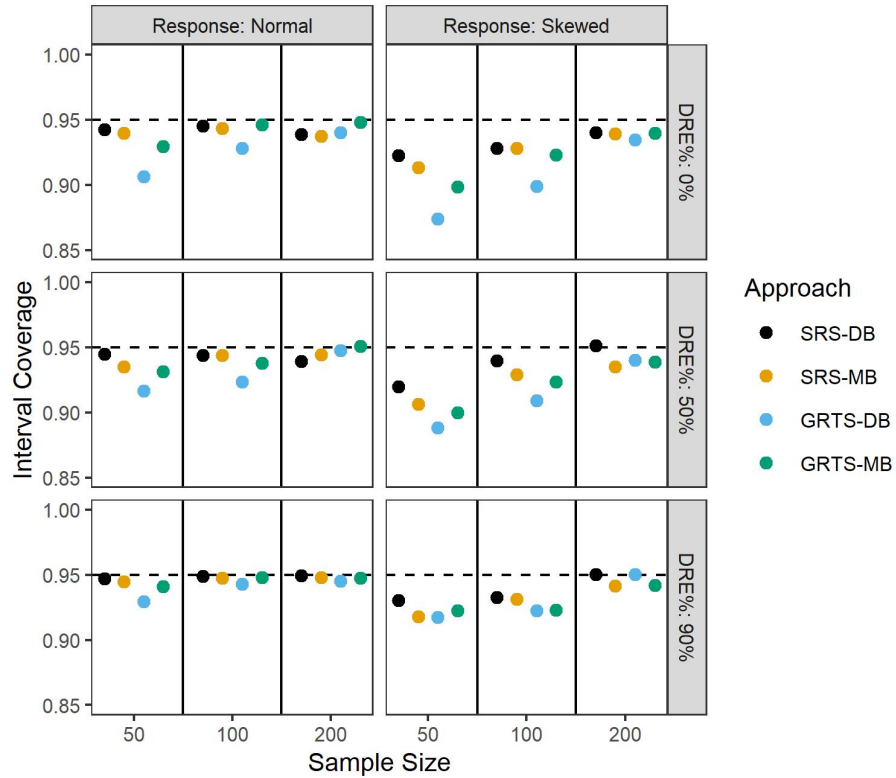 Response: Normal
Response: Skewed
1.00
0.95
0.90
0.85
DRE%: 0%
1.00
0.95
0.90
0.85
DRE%: 50%
1.00
0.95
0.90
0.85
DRE%: 90%
Interval Coverage
50
100
200
50
100
200
Sample Size
Approach
SRS-DB
SRS-MB
GRTS-DB
GRTS-MB